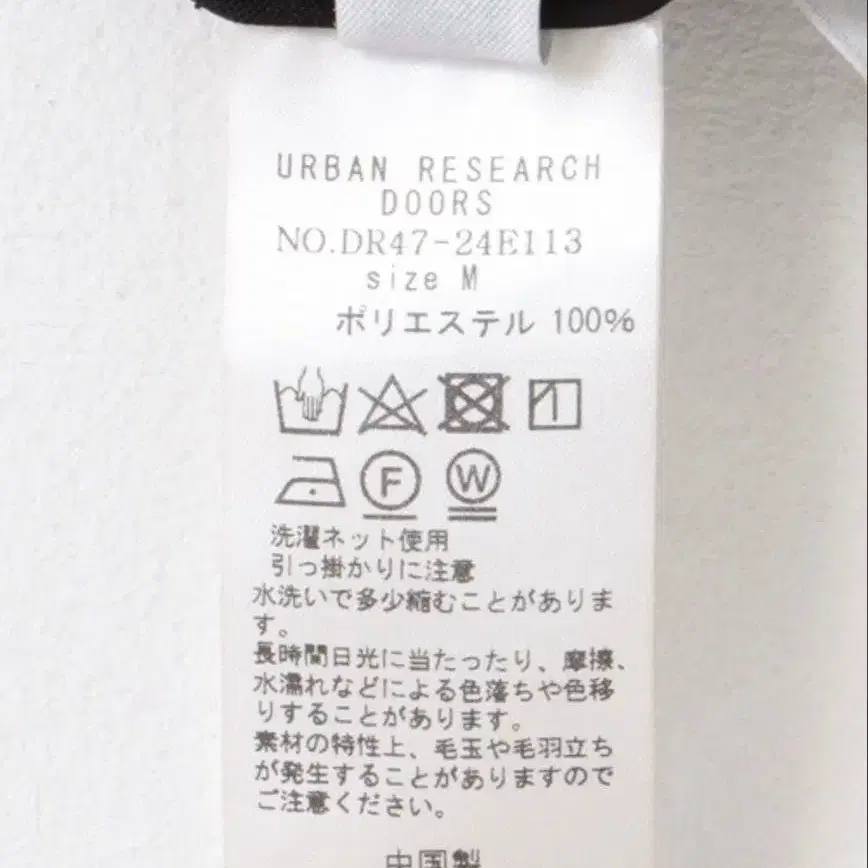 URBAN RESEARCH
DOORS
NO.DR47-24E113
size M
ポリエステル 100%
F W
洗濯ネット使用
引っ掛かりに注意
水洗いで多少縮むことがありま
す。
長時間日光に当たったり、摩擦、
水濡れなどによる色落ちや色移
りすることがあります。
素材の特性上、毛玉や毛羽立ち
が発生することがありますので
ご注意ください。
中国製